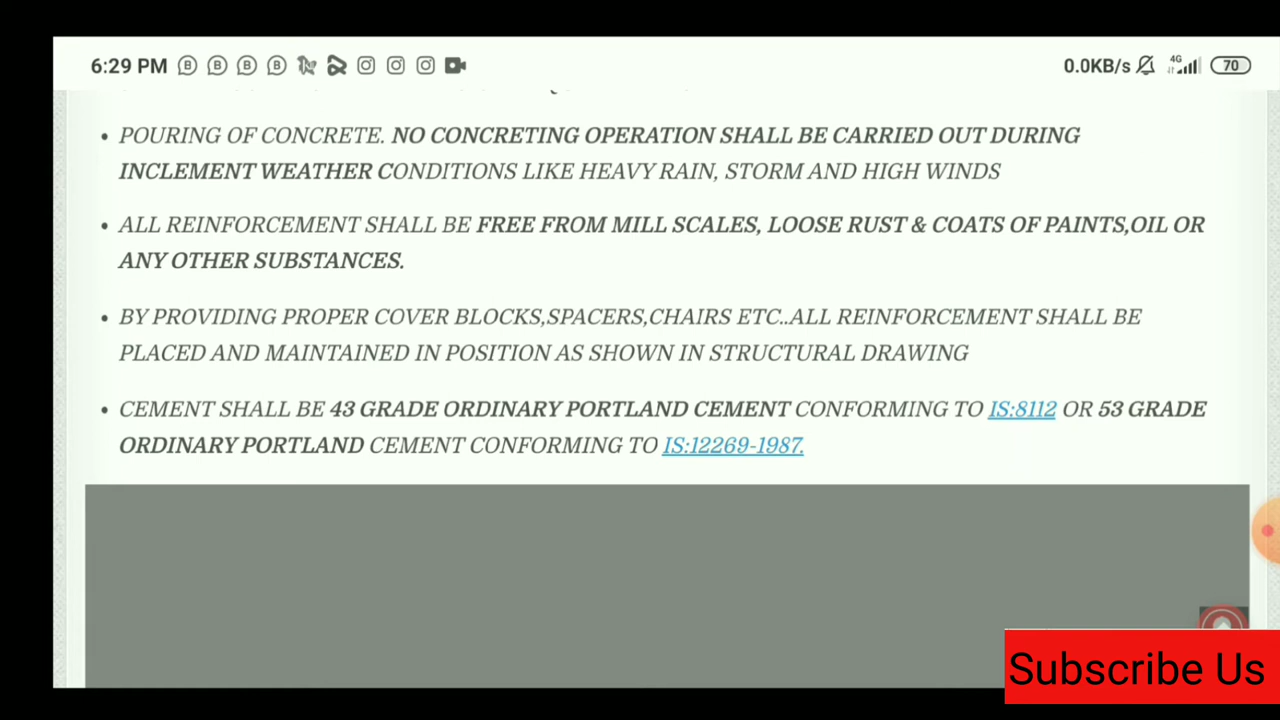 6:29 PM
0.0KB/s 4G 70
• POURING OF CONCRETE. NO CONCRETING OPERATION SHALL BE CARRIED OUT DURING
INCLEMENT WEATHER CONDITIONS LIKE HEAVY RAIN, STORM AND HIGH WINDS
• ALL REINFORCEMENT SHALL BE FREE FROM MILL SCALES, LOOSE RUST & COATS OF PAINTS,OIL OR
ANY OTHER SUBSTANCES.
• BY PROVIDING PROPER COVER BLOCKS,SPACERS,CHAIRS ETC..ALL REINFORCEMENT SHALL BE
PLACED AND MAINTAINED IN POSITION AS SHOWN IN STRUCTURAL DRAWING
• CEMENT SHALL BE 43 GRADE ORDINARY PORTLAND CEMENT CONFORMING TO IS:8112 OR 53 GRADE
ORDINARY PORTLAND CEMENT CONFORMING TO IS:12269-1987.
Subscribe Us